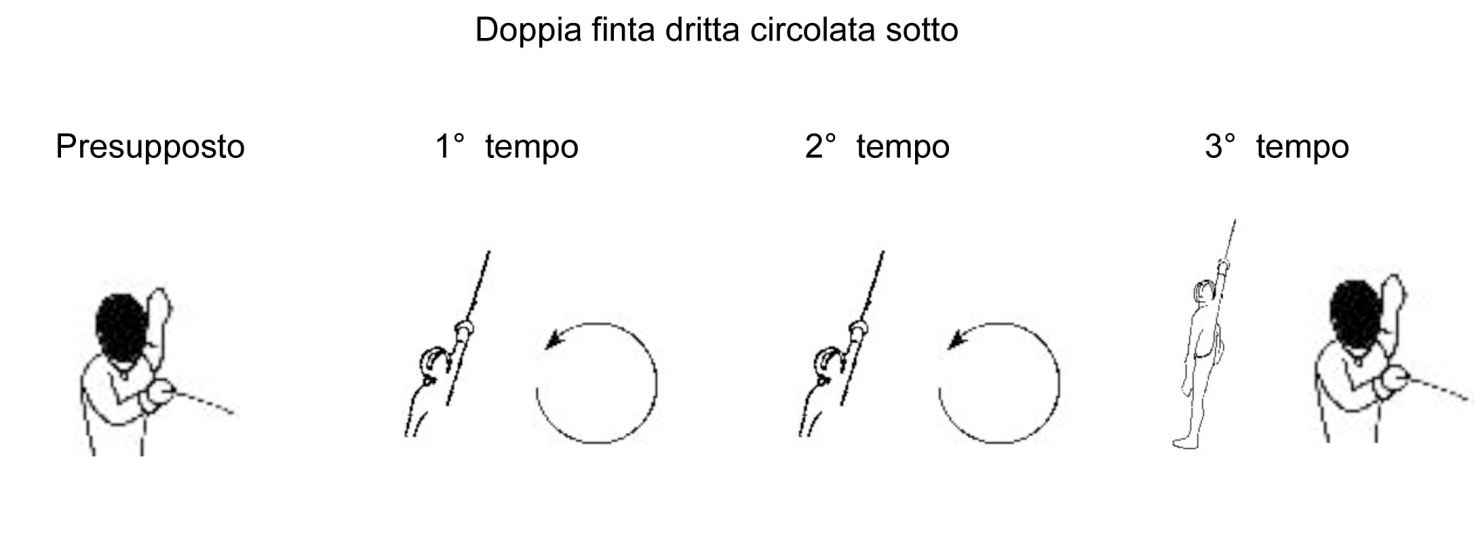 Doppia finta dritta circolata sotto
Presupposto 1° tempo 2° tempo 3° tempo